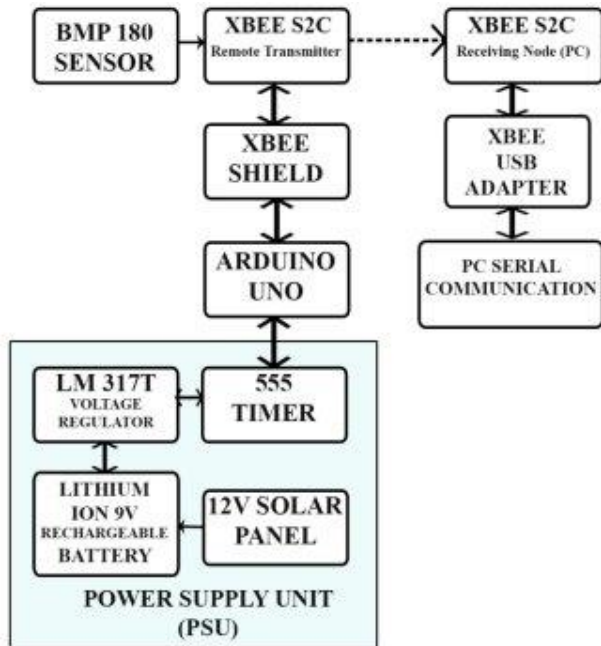 BMP 180
SENSOR
XBEE S2C
Remote Transmitter
XBEE S2C
Receiving Node (PC)
XBEE
SHIELD
XBEE
USB
ADAPTER
ARDUINO
UNO
PC SERIAL
COMMUNICATION
LM 317T
VOLTAGE
REGULATOR
555
TIMER
LITHIUM
ION 9V
RECHARGEABLE
BATTERY
12V SOLAR
PANEL
POWER SUPPLY UNIT
(PSU)